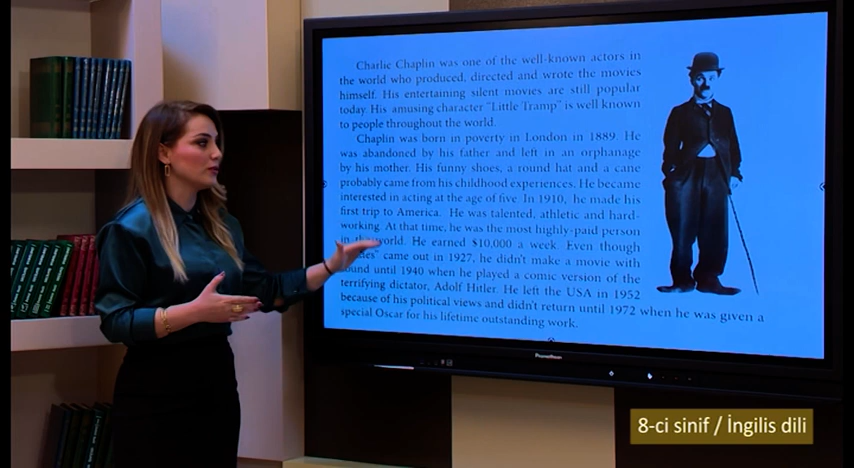 Charlie Chaplin was one of the well-known actors in
the world who produced, directed and wrote the movies
himself. His entertaining silent movies are still popular
today. His amusing character "Little Tramp" is well known
to people throughout the world.
Chaplin was born in poverty in London in 1889. He
was abandoned by his father and left in an orphanage
by his mother. His funny shoes, a round hat and a cane
probably came from his childhood experiences. He became
interested in acting at the age of five. In 1910, he made his
first trip to America. He was talented, athletic and hard-
working. At that time, he was the most highly-paid person
in the world. He earned $10,000 a week. Even though
came out in 1927, he didn't make a movie with
sound until 1940 when he played a comic version of the
terrifying dictator, Adolf Hitler. He left the USA in 1952
because of his political views and didn't return until 1972 when he was given a
special Oscar for his lifetime outstanding work.
Promethean
8-ci sinif / İngilis dili